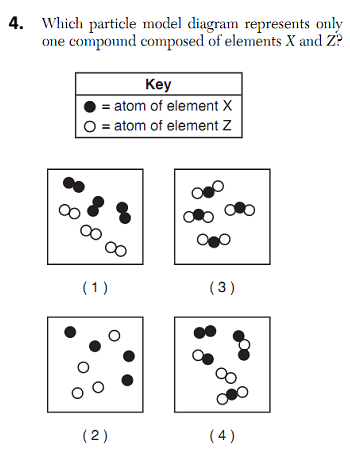 4. Which particle model diagram represents only
one compound composed of elements X and Z?
Key
= atom of element X
= atom of element Z
(1)
(3)
(2)
(4)